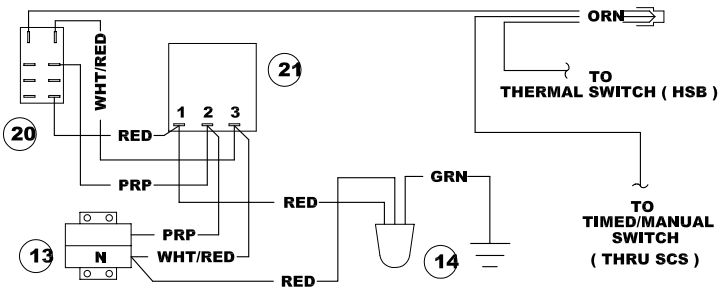 ORN
WHT/RED
21
TO
THERMAL SWITCH ( HSB )
1 2 3
20
RED
PRP
GRN
RED
TO
TIMED/MANUAL
SWITCH
( THRU SCS )
PRP
13
N
WHT/RED
14
RED